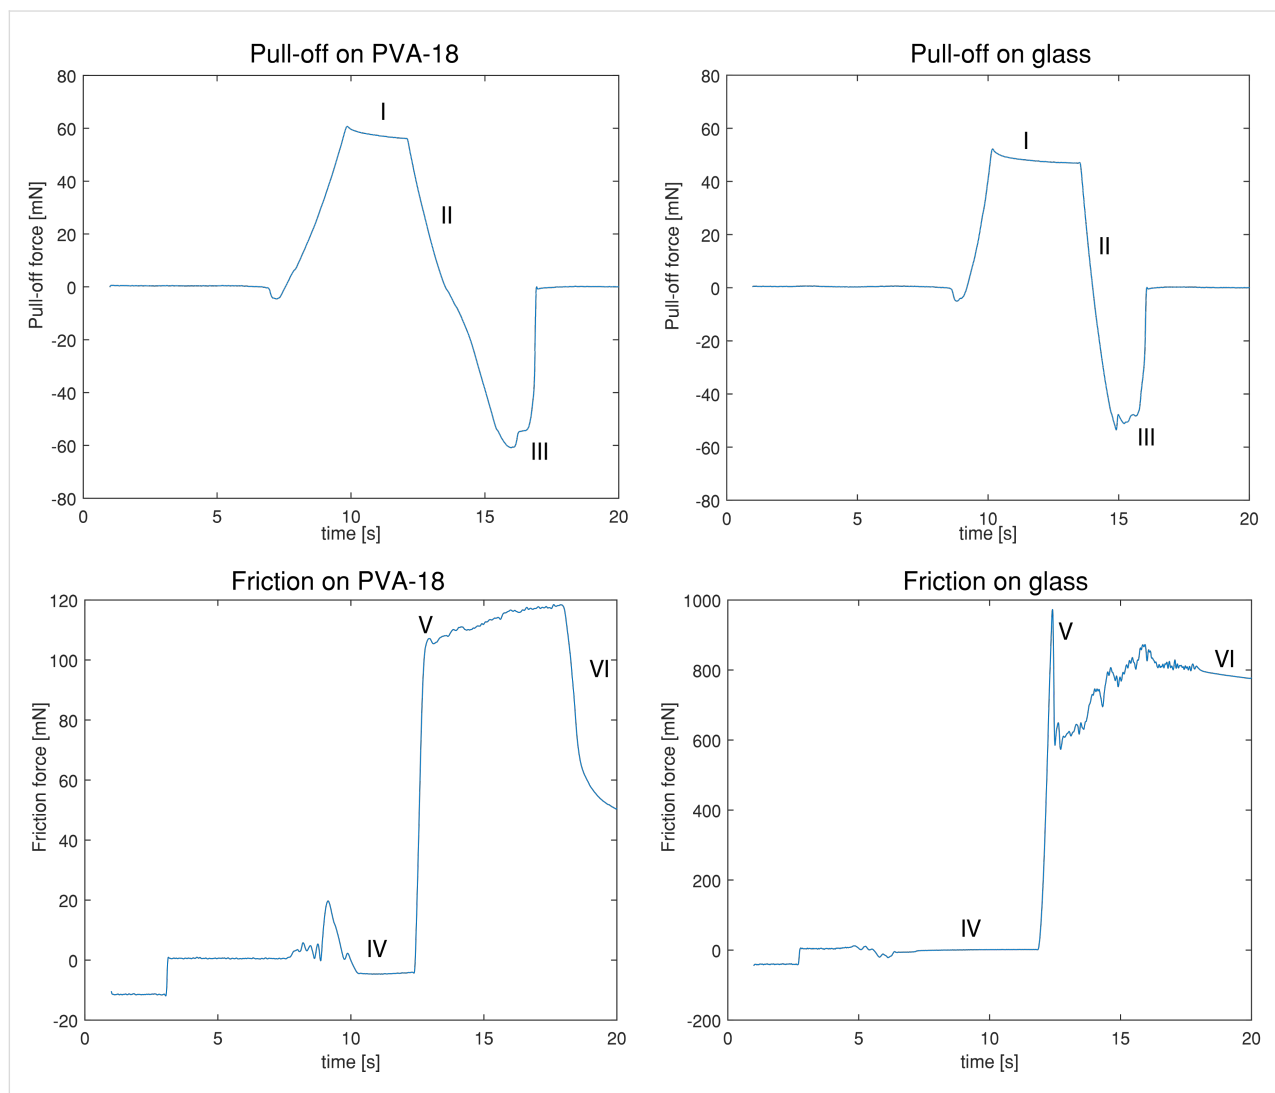 Pull-off on PVA-18
Pull-off force [mN]
80
60
40
20
0
-20
-40
-60
-80
I
II
III
0 5 10 15 20
time [s]
Pull-off on glass
Pull-off force [mN]
80
60
40
20
0
-20
-40
-60
-80
I
II
III
0 5 10 15 20
time [s]
Friction on PVA-18
Friction force [mN]
120
100
80
60
40
20
0
-20
V
VI
IV
0 5 10 15 20
time [s]
Friction on glass
Friction force [mN]
1000
800
600
400
200
0
-200
V
VI
IV
0 5 10 15 20
time [s]